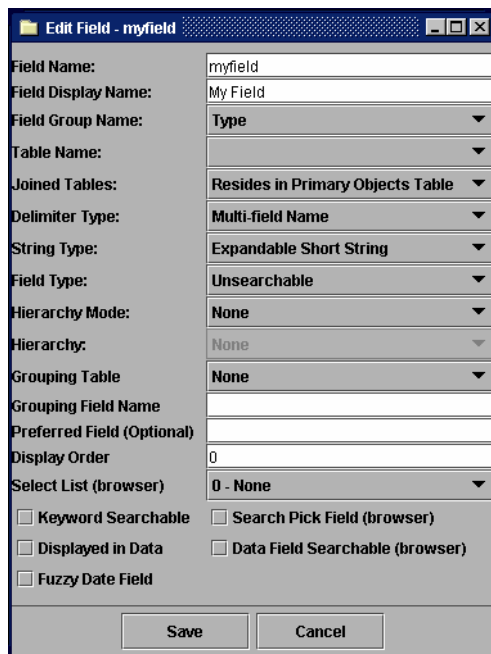 Edit Field - myfield
Field Name: myfield
Field Display Name: My Field
Field Group Name: Type
Table Name:
Joined Tables: Resides in Primary Objects Table
Delimiter Type: Multi-field Name
String Type: Expandable Short String
Field Type: Unsearchable
Hierarchy Mode: None
Hierarchy: None
Grouping Table None
Grouping Field Name
Preferred Field (Optional)
Display Order 0
Select List (browser) 0 - None
Keyword Searchable Search Pick Field (browser)
Displayed in Data Data Field Searchable (browser)
Fuzzy Date Field
Save Cancel